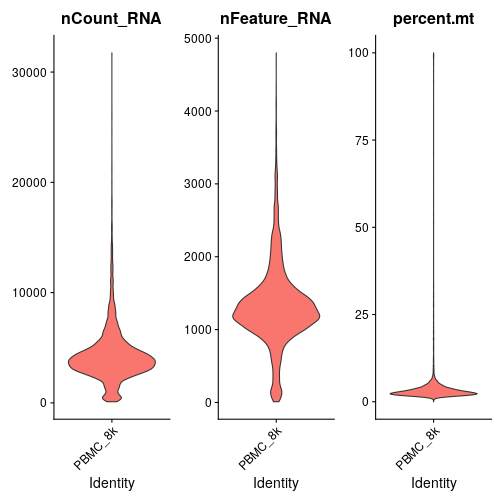 nCount_RNA
30000
20000
10000
0
PBMC_8k
Identity
nFeature_RNA
5000
4000
3000
2000
1000
0
PBMC_8k
Identity
percent.mt
100
75
50
25
0
PBMC_8k
Identity